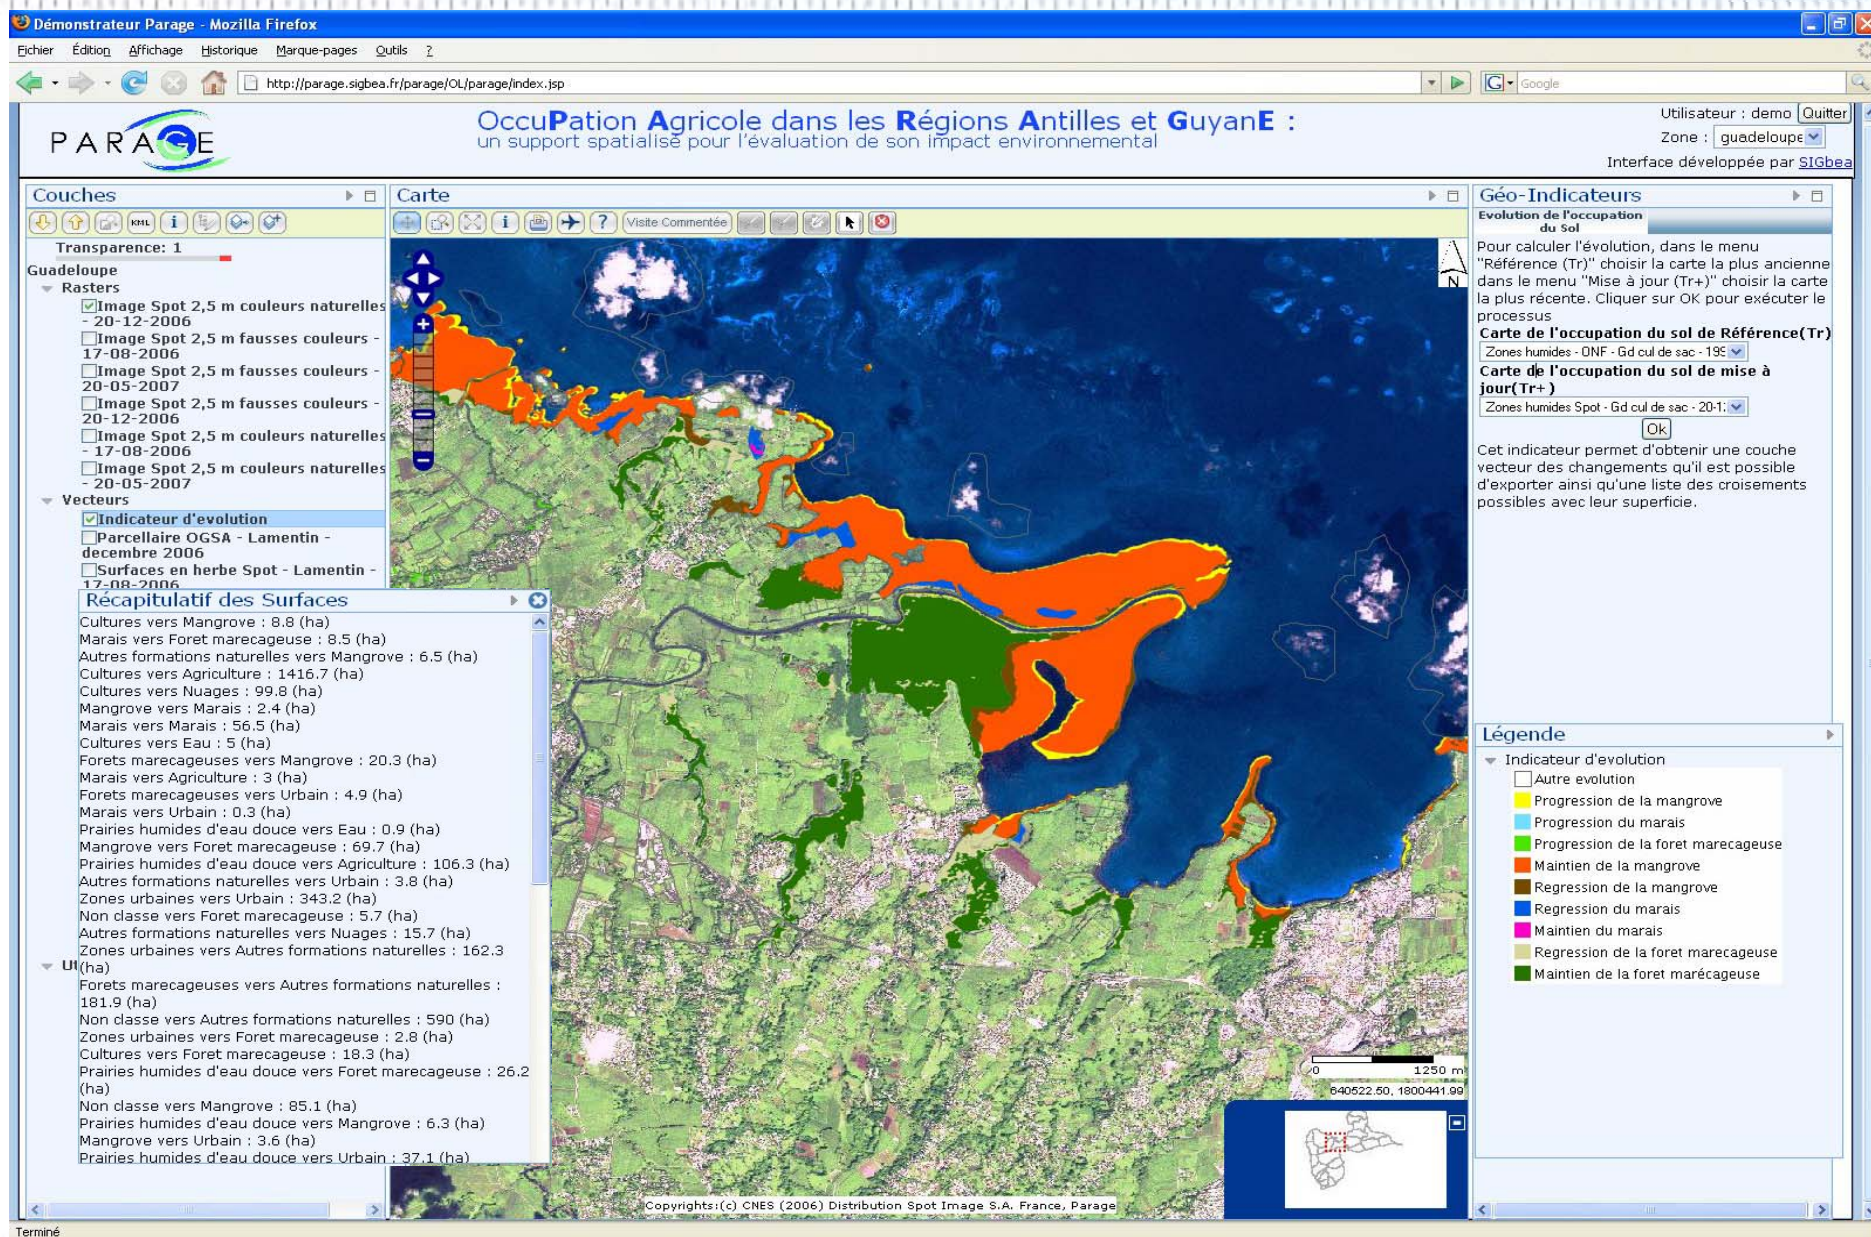 Démonstrateur Parage - Mozilla Firefox
Fichier Édition Affichage Historique Marque-pages Outils ?
http://parage.sigbea.fr/parage/OL/parage/index.jsp
Google
PARAGE
OccuPation Agricole dans les Régions Antilles et GuyanE :
un support spatialisé pour l'évaluation de son impact environnemental
Utilisateur : demo Quitter
Zone : guadeloupe
Interface développée par SIGbea
Couches
KML
Transparence: 1
Guadeloupe
Rasters
Image Spot 2,5 m couleurs naturelles
- 20-12-2006
Image Spot 2,5 m fausses couleurs -
17-08-2006
Image Spot 2,5 m fausses couleurs -
20-05-2007
Image Spot 2,5 m fausses couleurs -
20-12-2006
Image Spot 2,5 m couleurs naturelles
- 17-08-2006
Image Spot 2,5 m couleurs naturelles
- 20-05-2007
Vecteurs
Indicateur d'evolution
Parcellaire OGSA - Lamentin -
decembre 2006
Surfaces en herbe Spot - Lamentin -
17-08-2006
Récapitulatif des Surfaces
Cultures vers Mangrove : 8.8 (ha)
Marais vers Foret marecageuse : 8.5 (ha)
Autres formations naturelles vers Mangrove : 6.5 (ha)
Cultures vers Agriculture : 1416.7 (ha)
Cultures vers Nuages : 99.8 (ha)
Mangrove vers Marais : 2.4 (ha)
Marais vers Marais : 56.5 (ha)
Cultures vers Eau : 5 (ha)
Forets marecageuses vers Mangrove : 20.3 (ha)
Marais vers Agriculture : 3 (ha)
Forets marecageuses vers Urbain : 4.9 (ha)
Marais vers Urbain : 0.3 (ha)
Prairies humides d'eau douce vers Eau : 0.9 (ha)
Mangrove vers Foret marecageuse : 69.7 (ha)
Prairies humides d'eau douce vers Agriculture : 106.3 (ha)
Autres formations naturelles vers Urbain : 3.8 (ha)
Zones urbaines vers Urbain : 343.2 (ha)
Non classe vers Foret marecageuse : 5.7 (ha)
Autres formations naturelles vers Nuages : 15.7 (ha)
Zones urbaines vers Autres formations naturelles : 162.3
(ha)
Forets marecageuses vers Autres formations naturelles :
181.9 (ha)
Non classe vers Autres formations naturelles : 590 (ha)
Zones urbaines vers Foret marecageuse : 2.8 (ha)
Cultures vers Foret marecageuse : 18.3 (ha)
Prairies humides d'eau douce vers Foret marecageuse : 26.2
(ha)
Non classe vers Mangrove : 85.1 (ha)
Prairies humides d'eau douce vers Mangrove : 6.3 (ha)
Mangrove vers Urbain : 3.6 (ha)
Prairies humides d'eau douce vers Urbain : 37.1 (ha)
Carte
Visite Commentée
N
0 1250 m
640522.50, 1800441.99
Copyrights:(c) CNES (2006) Distribution Spot Image S.A. France, Parage
Géo-Indicateurs
Evolution de l'occupation
du Sol
Pour calculer l'évolution, dans le menu
"Référence (Tr)" choisir la carte la plus ancienne
dans le menu "Mise à jour (Tr+)" choisir la carte
la plus récente. Cliquer sur OK pour exécuter le
processus
Carte de l'occupation du sol de Référence(Tr)
Zones humides - ONF - Gd cul de sac - 199
Carte de l'occupation du sol de mise à
jour(Tr+)
Zones humides Spot - Gd cul de sac - 20-1
Ok
Cet indicateur permet d'obtenir une couche
vecteur des changements qu'il est possible
d'exporter ainsi qu'une liste des croisements
possibles avec leur superficie.
Légende
Indicateur d'evolution
Autre evolution
Progression de la mangrove
Progression du marais
Progression de la foret marecageuse
Maintien de la mangrove
Regression de la mangrove
Regression du marais
Maintien du marais
Regression de la foret marecageuse
Maintien de la foret marécageuse
Terminé